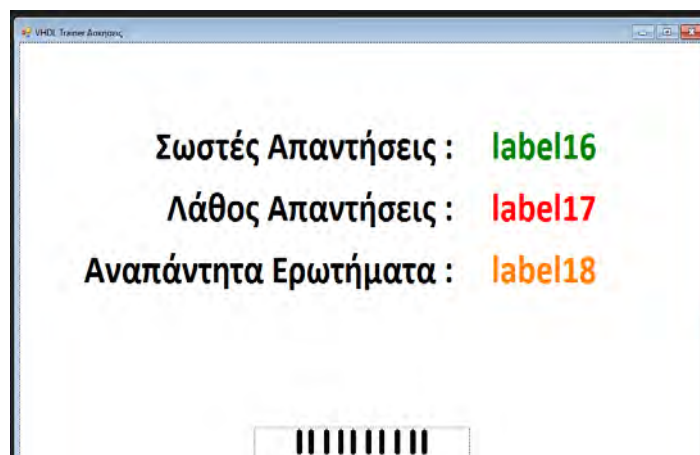 VHDL Trainer Ασκησεις
Σωστές Απαντήσεις : label16
Λάθος Απαντήσεις : label17
Αναπάντητα Ερωτήματα : label18